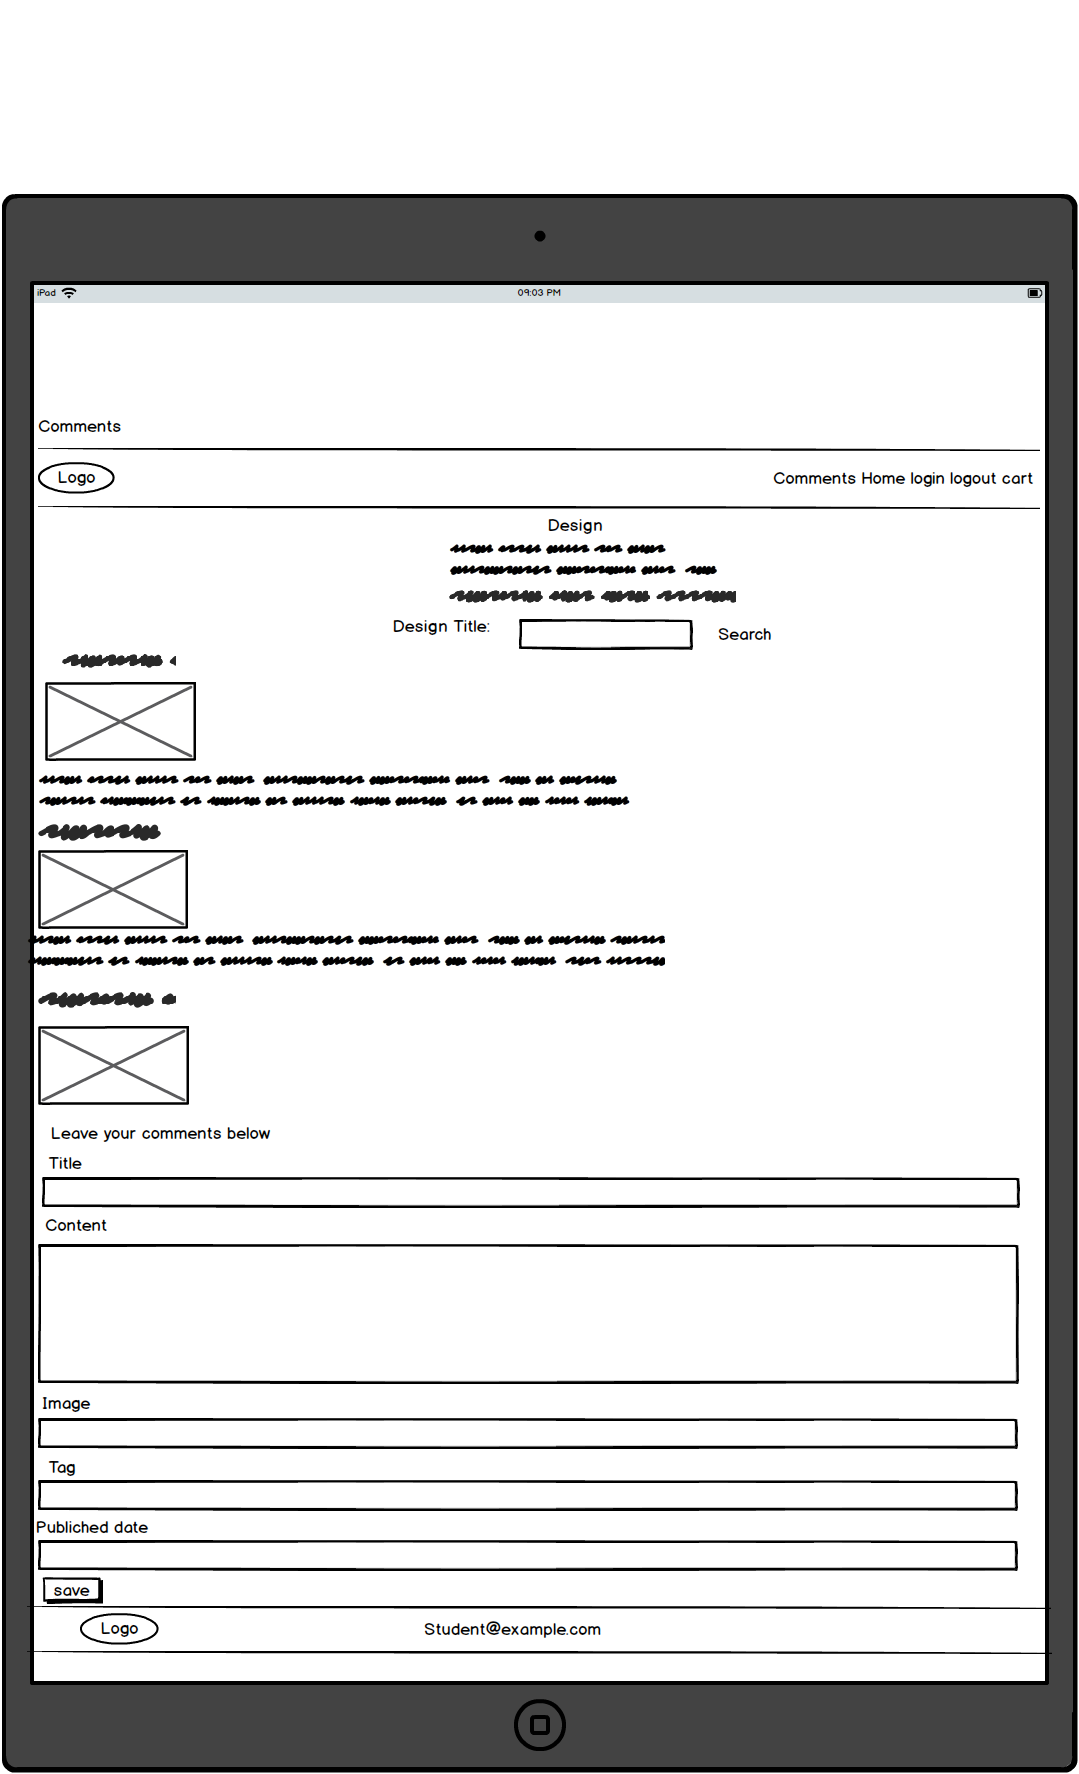 iPad 09:03 PM
Comments
Logo Comments Home login logout cart
Design
Design Title: Search
Leave your comments below
Title
Content
Image
Tag
Publiched date
save
Logo Student@example.com